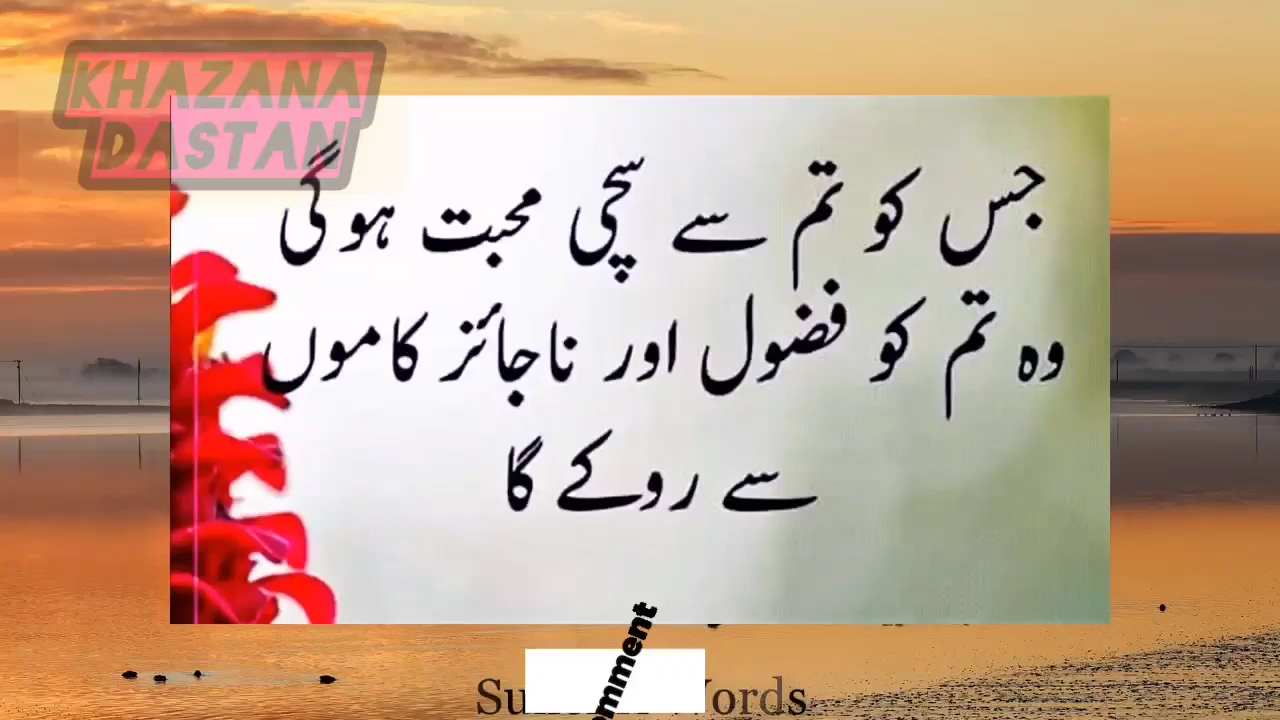 KHAZANA
DASTAN
جس کو تم سے سچی محبت ہوگی
وہ تم کو فضول اور ناجائز کاموں
سے روکے گا